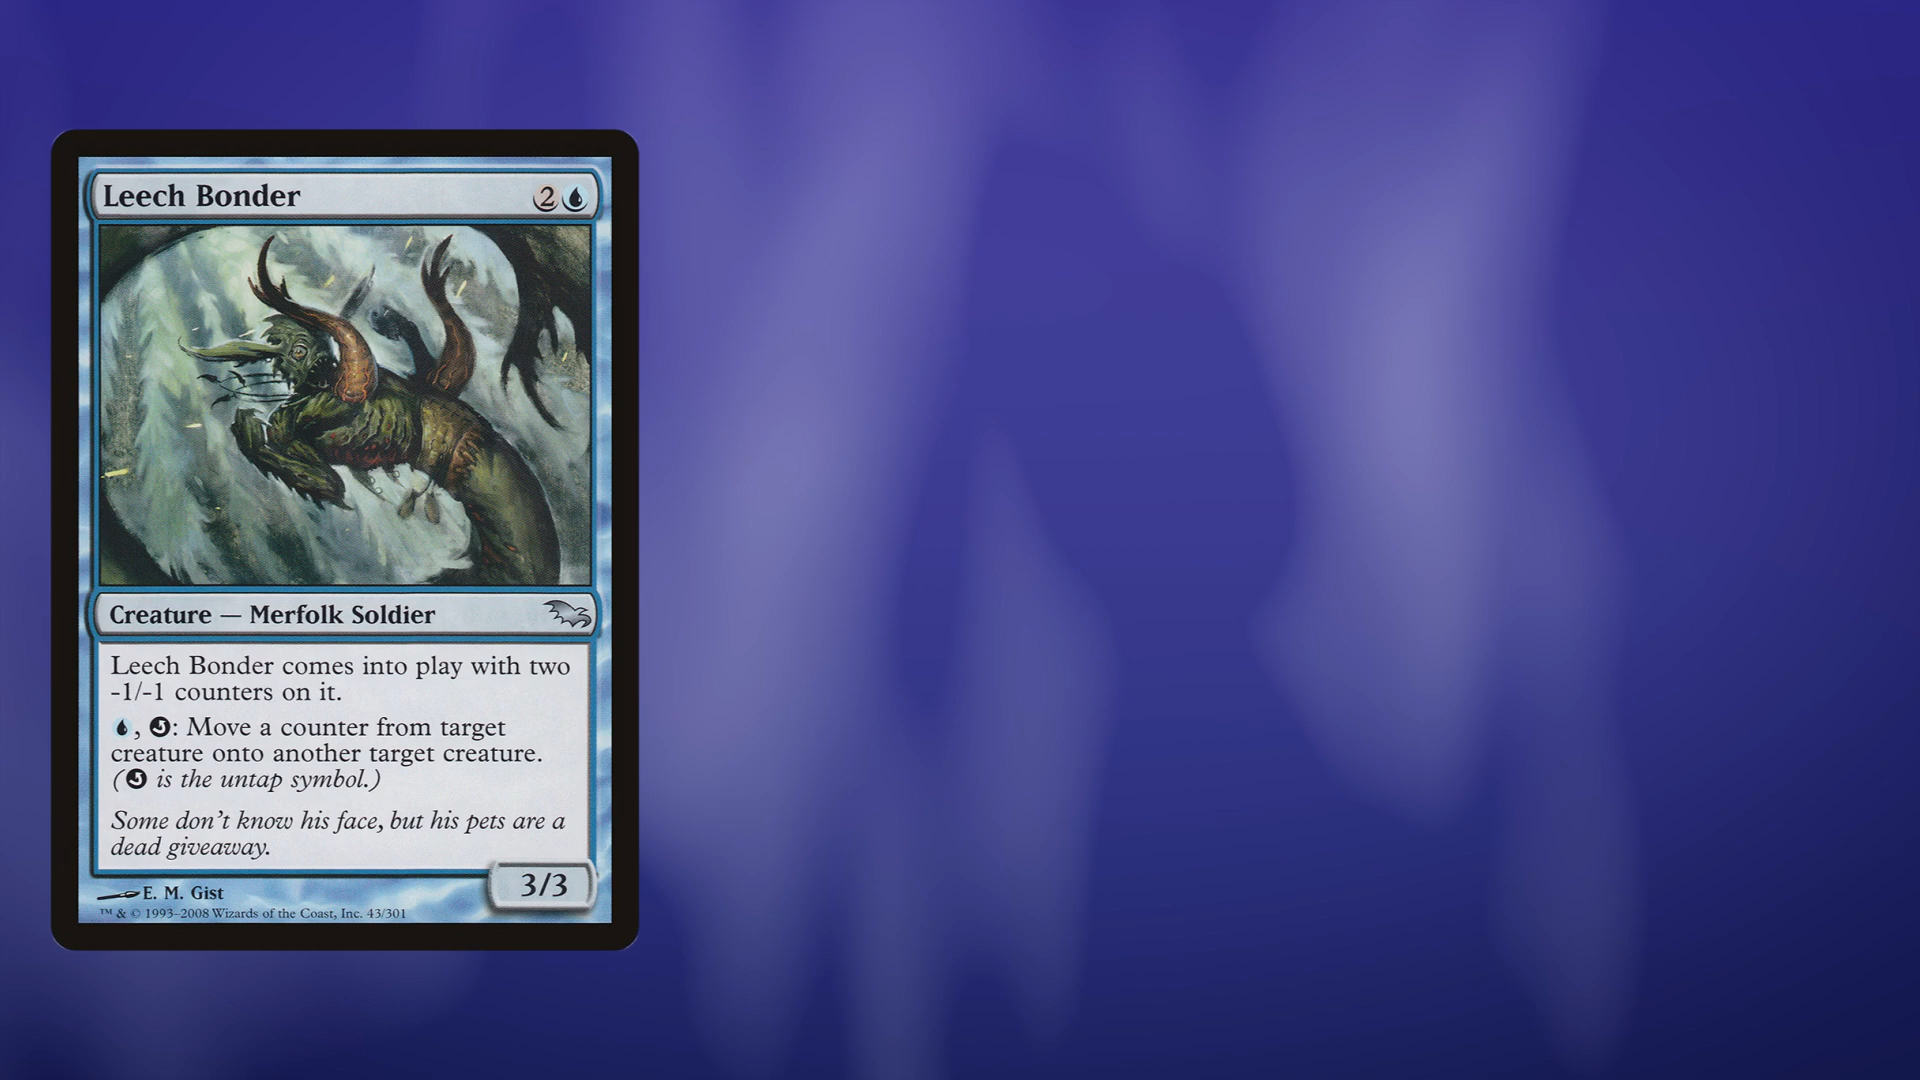 Leech Bonder 2
Creature — Merfolk Soldier
Leech Bonder comes into play with two
-1/-1 counters on it.
, : Move a counter from target
creature onto another target creature.
( is the untap symbol.)
Some don't know his face, but his pets are a
dead giveaway.
3/3
E. M. Gist
™ & © 1993–2008 Wizards of the Coast, Inc. 43/301